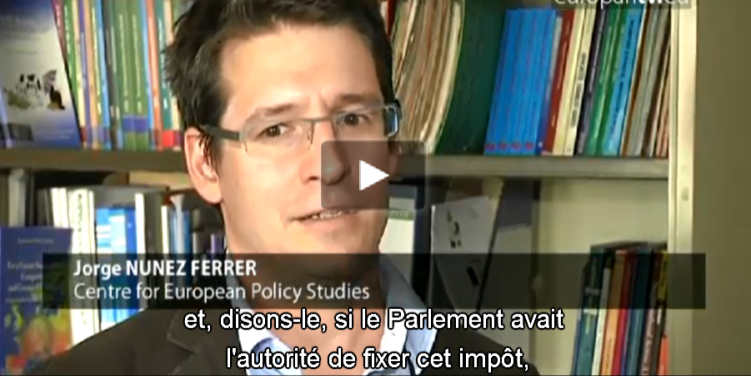 europarltv.eu
Jorge NUNEZ FERRER
Centre for European Policy Studies
et, disons-le, si le Parlement avait
l'autorité de fixer cet impôt,